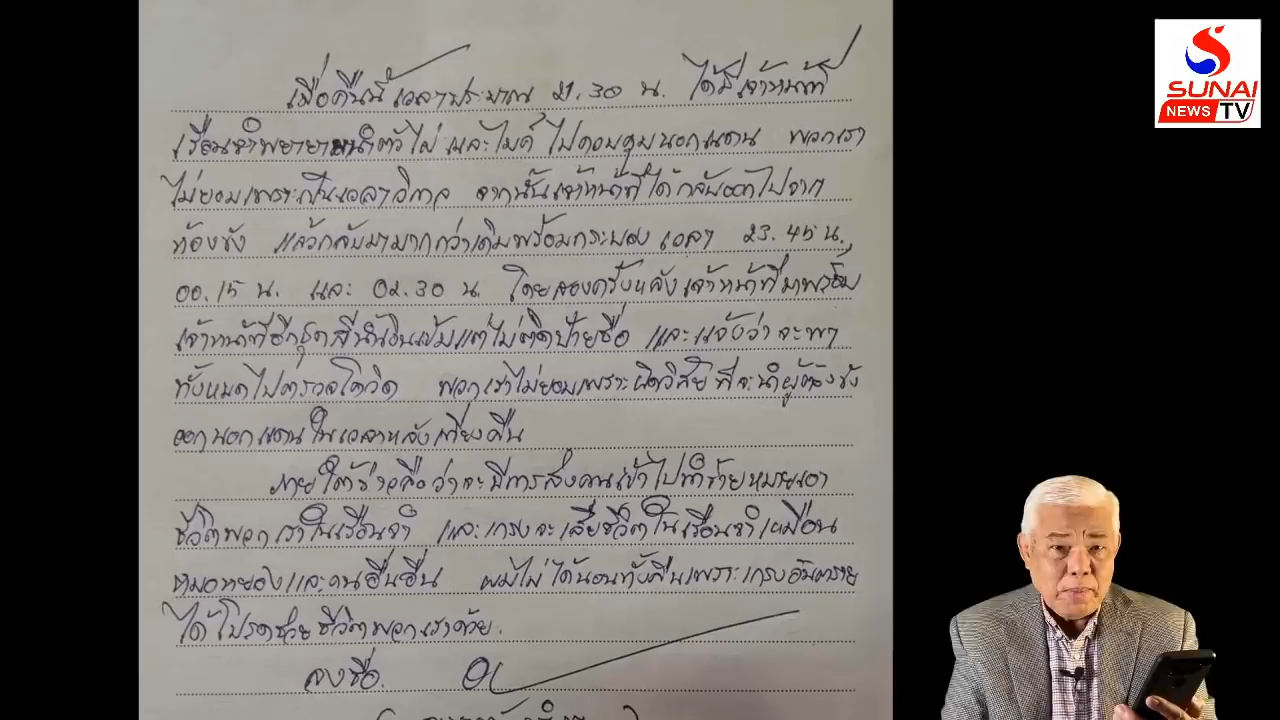 SUNAI
NEWS TV
เมื่อคืนนี้ เวลาประมาณ 21.30 น. ได้มีเจ้าหน้าที่
เรือนจำพยายามนำตัวไผ่ และไมค์ ไปควบคุมนอกแดน พวกเรา
ไม่ยอมเพราะเป็นเวลาวิกาล จากนั้นเจ้าหน้าที่ได้กลับออกไปจาก
ห้องขัง แล้วกลับมามากกว่าเดิมพร้อมกระบอง เวลา 23.45 น.,
00.15 น. และ 02.30 น. โดยสองครั้งหลังเจ้าหน้าที่มาพร้อม
เจ้าหน้าที่อีกชุดสีน้ำเงินเข้มแต่ไม่ติดป้ายชื่อ และแจ้งว่าจะพา
ทั้งหมดไปตรวจโควิด พวกเราไม่ยอมเพราะผิดวิสัยที่จะนำผู้ต้องขัง
ออกนอกแดนในเวลาหลังเที่ยงคืน
ภายใต้ข่าวลือว่าจะมีการส่งคนเข้าไปทำร้ายหมายเอา
ชีวิตพวกเราในเรือนจำ และเกรงจะเสียชีวิตในเรือนจำเหมือน
หมอหยองและคนอื่นอื่น ผมไม่ได้นอนทั้งคืนเพราะเกรงอันตราย
ได้โปรดช่วยชีวิตพวกเราด้วย.
ลงชื่อ.